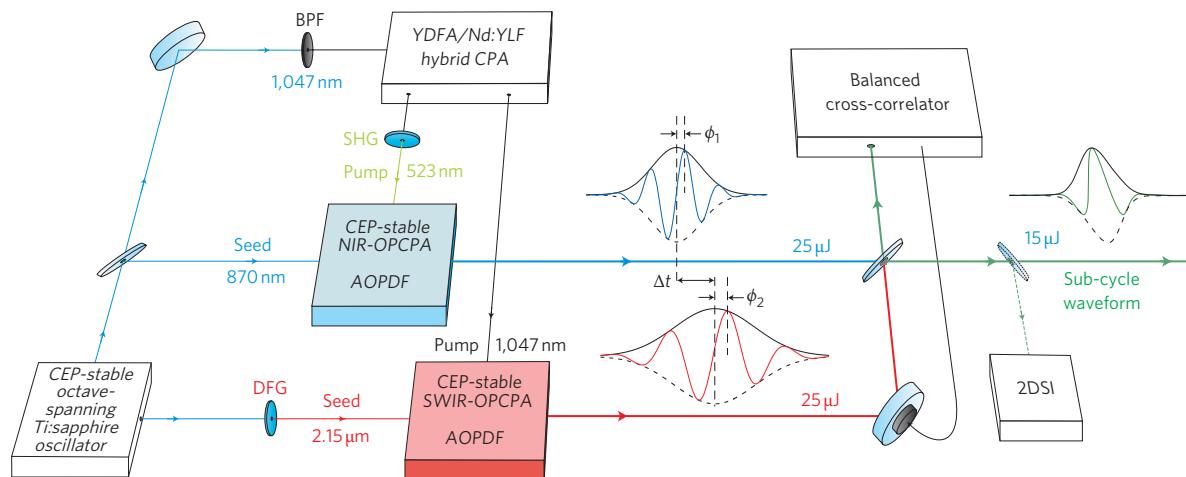 BPF
1,047 nm
YDFA/Nd:YLF
hybrid CPA
SHG
Pump 523 nm
Seed
870 nm
CEP-stable
NIR-OPCPA
AOPDF
ϕ1
Δt
ϕ2
25 μJ
Balanced
cross-correlator
15 μJ
Sub-cycle
waveform
CEP-stable
octave-
spanning
Ti:sapphire
oscillator
DFG
Seed
2.15 μm
Pump 1,047 nm
CEP-stable
SWIR-OPCPA
AOPDF
25 μJ
2DSI